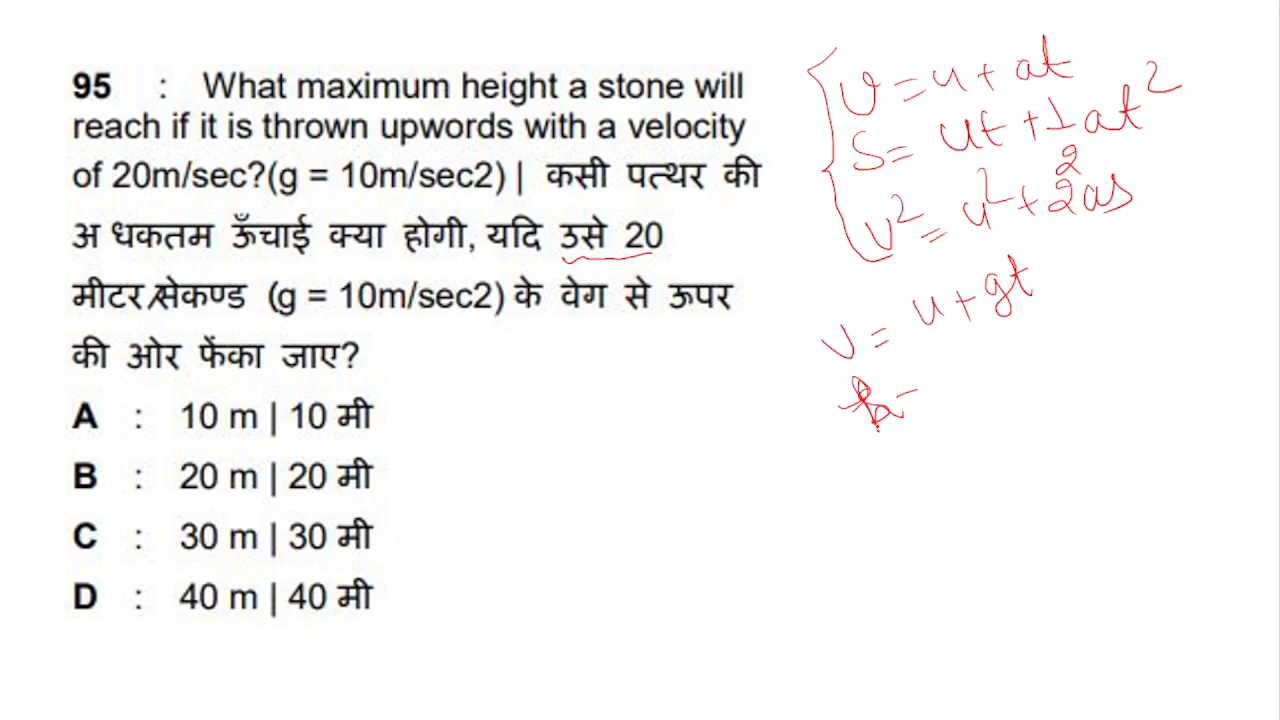 95 : What maximum height a stone will
reach if it is thrown upwords with a velocity
of 20m/sec?(g = 10m/sec2) | कसी पत्थर की
अ धकतम ऊँचाई क्या होगी, यदि उसे 20
मीटर/सेकण्ड (g = 10m/sec2) के वेग से ऊपर
की ओर फेंका जाए?
A : 10 m | 10 मी
B : 20 m | 20 मी
C : 30 m | 30 मी
D : 40 m | 40 मी
v = u + at
S = ut + 1/2 at²
v² = u² + 2as
v = u + gt